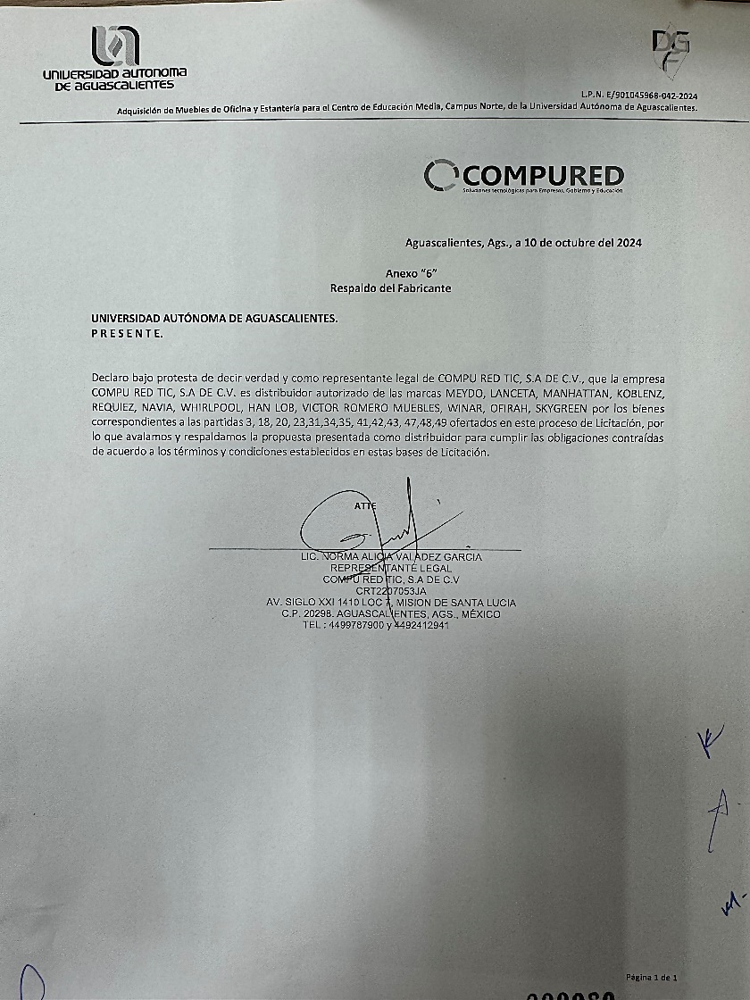 UNIVERSIDAD AUTONOMA
DE AGUASCALIENTES
DGF
L.P.N. E/901045968-042-2024
Adquisición de Muebles de Oficina y Estantería para el Centro de Educación Media, Campus Norte, de la Universidad Autónoma de Aguascalientes.
COMPURED
Soluciones tecnológicas para Empresas, Gobierno y Educación
Aguascalientes, Ags., a 10 de octubre del 2024
Anexo "6"
Respaldo del Fabricante
UNIVERSIDAD AUTÓNOMA DE AGUASCALIENTES.
P R E S E N T E.
Declaro bajo protesta de decir verdad y como representante legal de COMPU RED TIC, S.A DE C.V., que la empresa
COMPU RED TIC, S.A DE C.V. es distribuidor autorizado de las marcas MEYDO, LANCETA, MANHATTAN, KOBLENZ,
REQUIEZ, NAVIA, WHIRLPOOL, HAN LOB, VICTOR ROMERO MUEBLES, WINAR, OFIRAH, SKYGREEN por los bienes
correspondientes a las partidas 3, 18, 20, 23,31,34,35, 41,42,43, 47,48,49 ofertados en este proceso de Licitación, por
lo que avalamos y respaldamos la propuesta presentada como distribuidor para cumplir las obligaciones contraídas
de acuerdo a los términos y condiciones establecidos en estas bases de Licitación.
ATTE
LIC. NORMA ALICIA VALADEZ GARCIA
REPRESENTANTE LEGAL
COMPU RED TIC, S.A DE C.V
CRT2207053JA
AV. SIGLO XXI 1410 LOC 7, MISION DE SANTA LUCIA
C.P. 20298. AGUASCALIENTES, AGS., MÉXICO
TEL : 4499787900 y 4492412941
Página 1 de 1